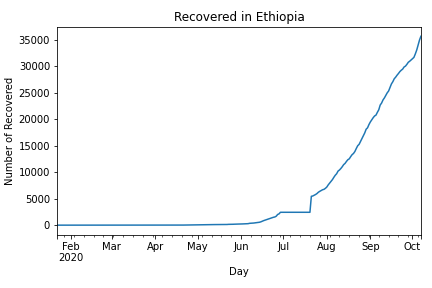 Recovered in Ethiopia
Number of Recovered
35000
30000
25000
20000
15000
10000
5000
0
Feb Mar Apr May Jun Jul Aug Sep Oct
2020
Day